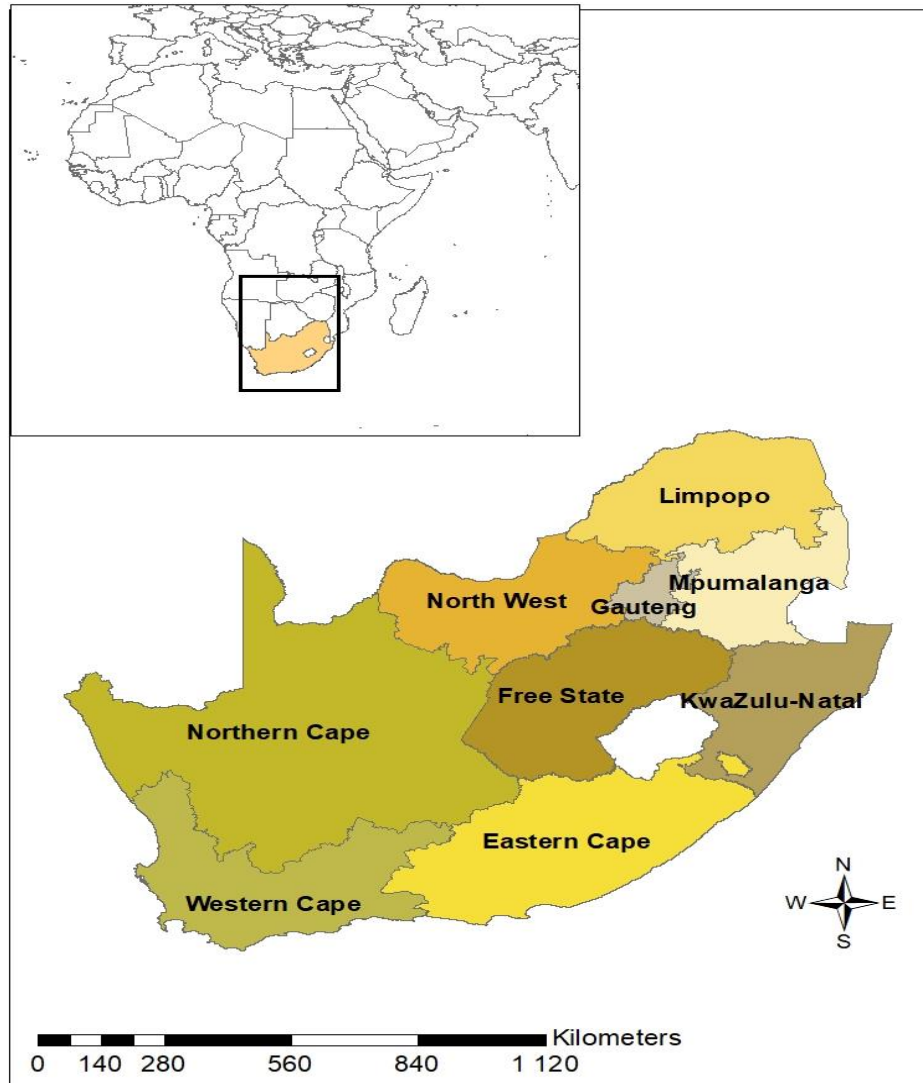 Limpopo
Mpumalanga
North West
Gauteng
Free State
KwaZulu-Natal
Northern Cape
Eastern Cape
Western Cape
N
W E
S
Kilometers
0 140 280 560 840 1 120